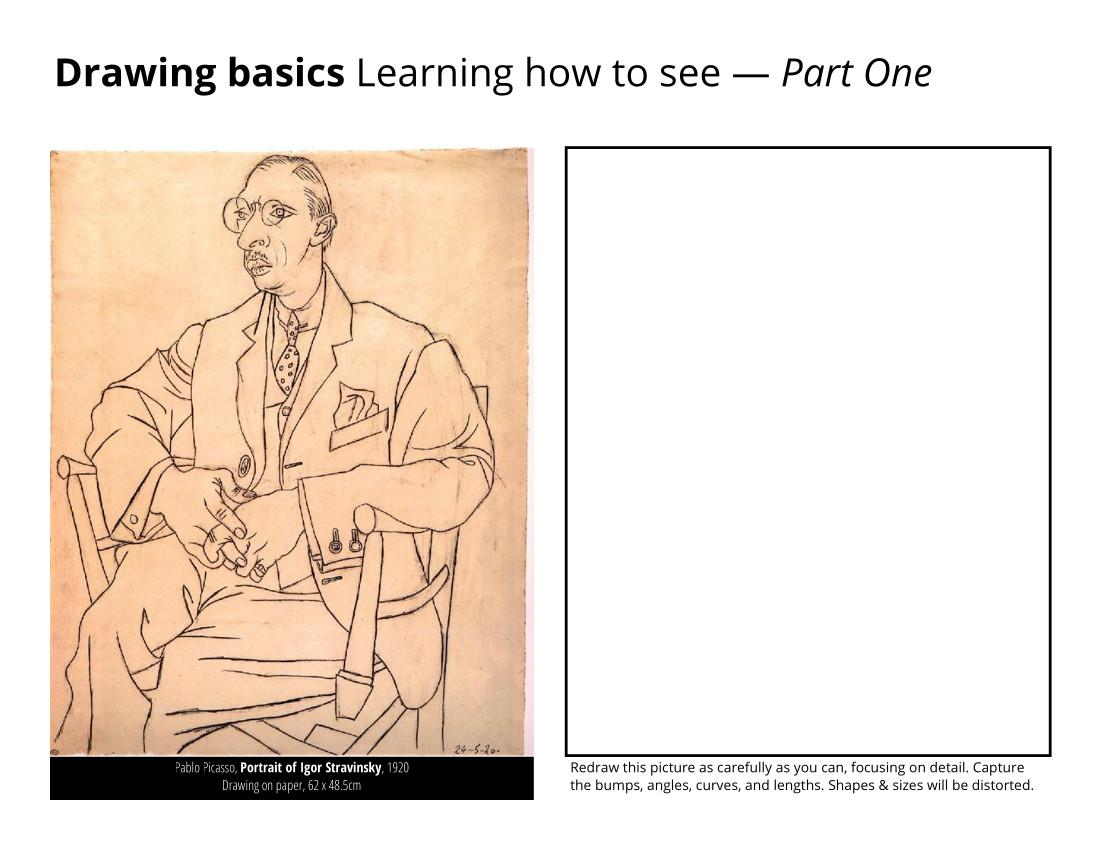 Drawing basics Learning how to see — Part One
24-5-20.
Pablo Picasso, Portrait of Igor Stravinsky, 1920
Drawing on paper, 62 x 48.5cm
Redraw this picture as carefully as you can, focusing on detail. Capture
the bumps, angles, curves, and lengths. Shapes & sizes will be distorted.